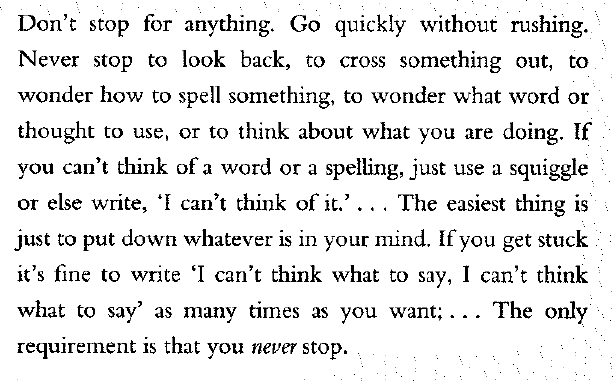 Don't stop for anything. Go quickly without rushing.
Never stop to look back, to cross something out, to
wonder how to spell something, to wonder what word or
thought to use, or to think about what you are doing. If
you can't think of a word or a spelling, just use a squiggle
or else write, ‘I can't think of it.’ . . . The easiest thing is
just to put down whatever is in your mind. If you get stuck
it's fine to write ‘I can't think what to say, I can't think
what to say’ as many times as you want; . . . The only
requirement is that you never stop.